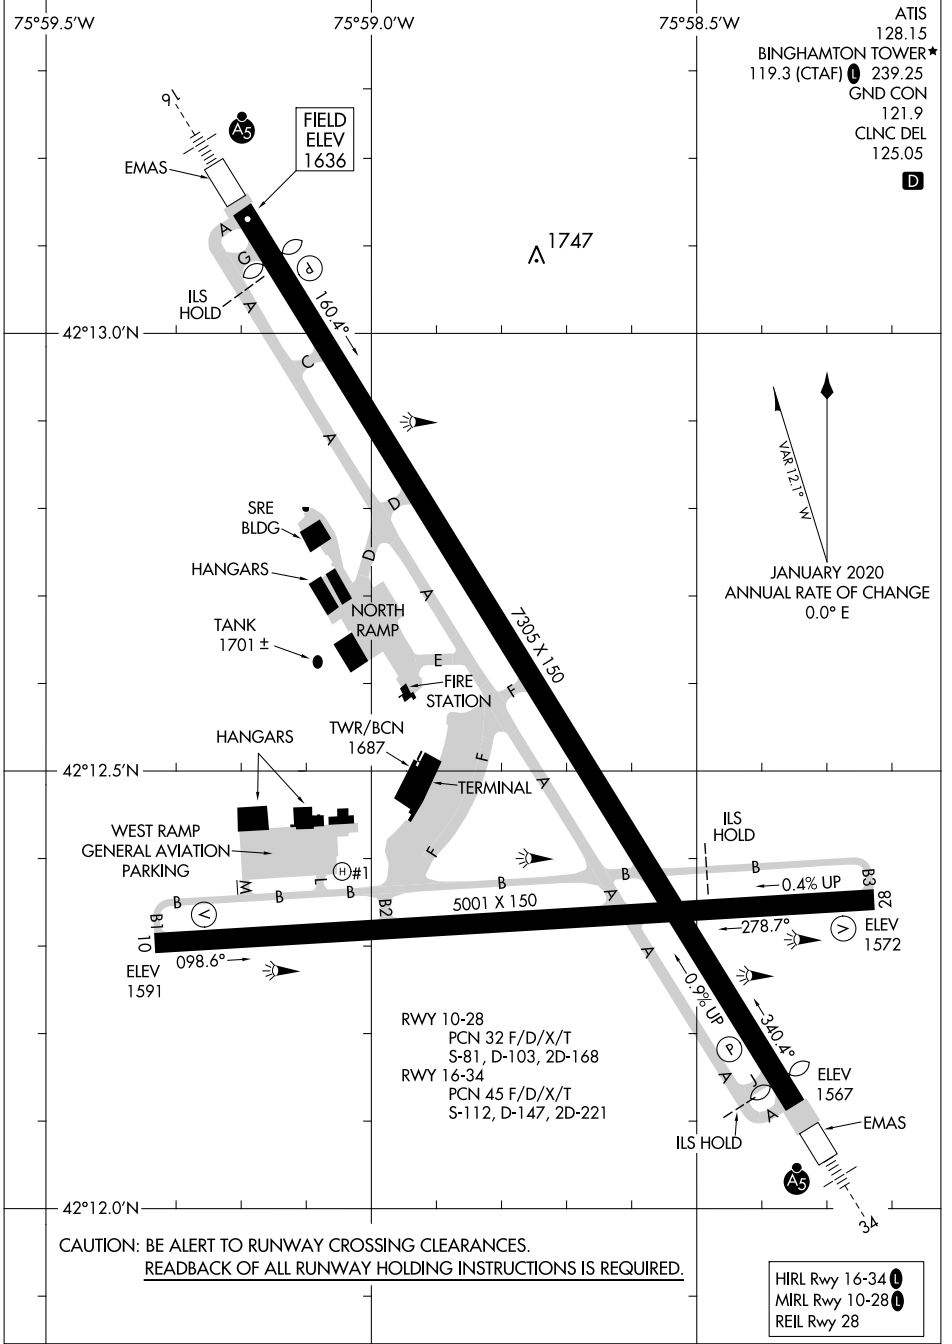 75°59.5'W
75°59.0'W
75°58.5'W
ATIS
128.15
BINGHAMTON TOWER★
119.3 (CTAF) L 239.25
GND CON
121.9
CLNC DEL
125.05
D
16
A5
FIELD
ELEV
1636
EMAS
A
G
P
ILS
HOLD
A
160.4°
1747
42°13.0'N
C
A
D
VAR 12.1° W
SRE
BLDG
D
HANGARS
A
JANUARY 2020
ANNUAL RATE OF CHANGE
0.0° E
NORTH
RAMP
7305 X 150
TANK
1701 ±
E
FIRE
STATION
F
HANGARS
TWR/BCN
1687
F
42°12.5'N
A
TERMINAL
WEST RAMP
GENERAL AVIATION
PARKING
ILS
HOLD
F
H #1
L
M
B
B
B
B
B
B1
B2
B3
A
0.4% UP
V
5001 X 150
28
10
278.7°
V
ELEV
1572
098.6°
ELEV
1591
A
0.9% UP
340.4°
RWY 10-28
PCN 32 F/D/X/T
S-81, D-103, 2D-168
RWY 16-34
PCN 45 F/D/X/T
S-112, D-147, 2D-221
P
A
J
A
ELEV
1567
EMAS
ILS HOLD
A5
42°12.0'N
34
CAUTION: BE ALERT TO RUNWAY CROSSING CLEARANCES.
READBACK OF ALL RUNWAY HOLDING INSTRUCTIONS IS REQUIRED.
HIRL Rwy 16-34 L
MIRL Rwy 10-28 L
REIL Rwy 28